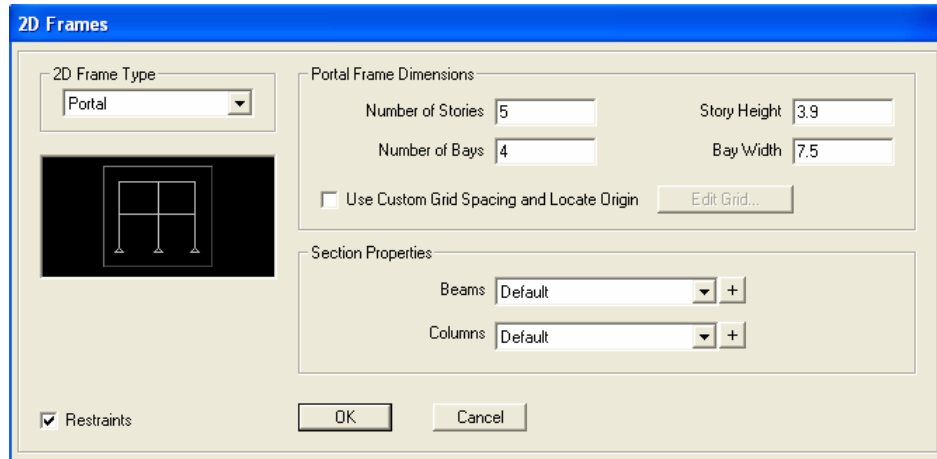 2D Frames
2D Frame Type
Portal
Portal Frame Dimensions
Number of Stories 5
Story Height 3.9
Number of Bays 4
Bay Width 7.5
Use Custom Grid Spacing and Locate Origin
Edit Grid...
Section Properties
Beams Default +
Columns Default +
Restraints
OK
Cancel